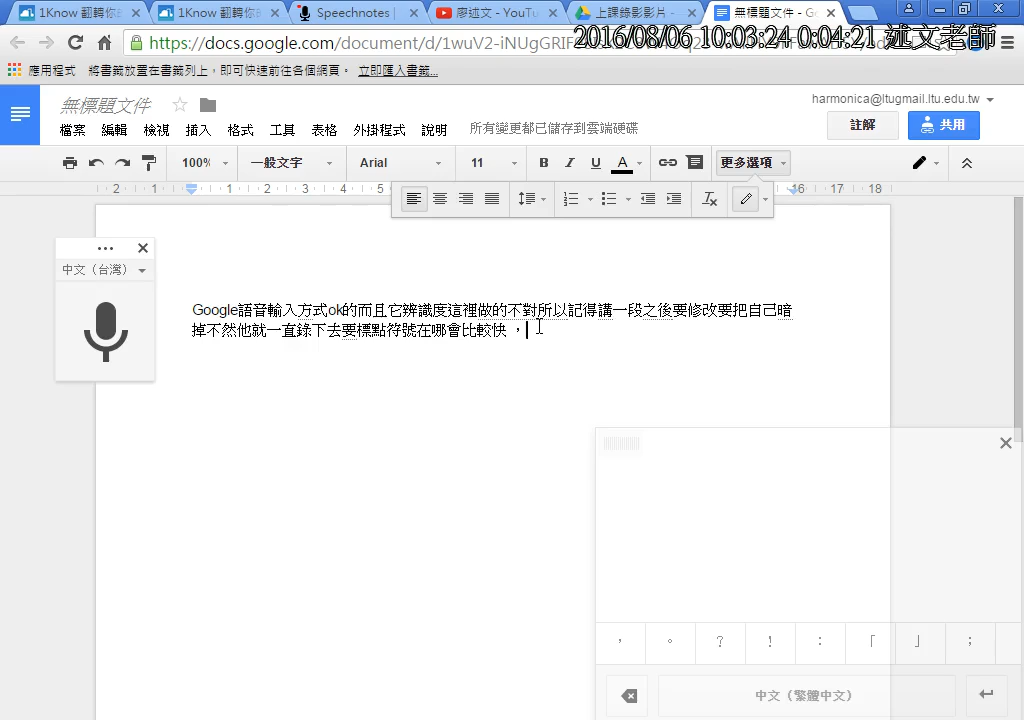 1Know 翻轉你的
1Know 翻轉你的
Speechnotes |
廖述文 - YouTu
上課錄影影片 -
無標題文件 - Go
https://docs.google.com/document/d/1wuV2-iNUgGRIF
2016/08/06 10:03:24 0:04:21 述文老師
應用程式 將書籤放置在書籤列上，即可快速前往各個網頁。 立即匯入書籤...
無標題文件
harmonica@ltugmail.ltu.edu.tw
檔案 編輯 檢視 插入 格式 工具 表格 外掛程式 說明 所有變更都已儲存到雲端硬碟
註解 共用
100% 一般文字 Arial 11 B I U A 更多選項
2 1 1 2 3 4 5 16 17 18
中文（台灣）
Google語音輸入方式ok的而且它辨識度這裡做的不對所以記得講一段之後要修改要把自己暗
掉不然他就一直錄下去要標點符號在哪會比較快 ，
， 。 ？ ！ ： 「 」 ；
中文（繁體中文）